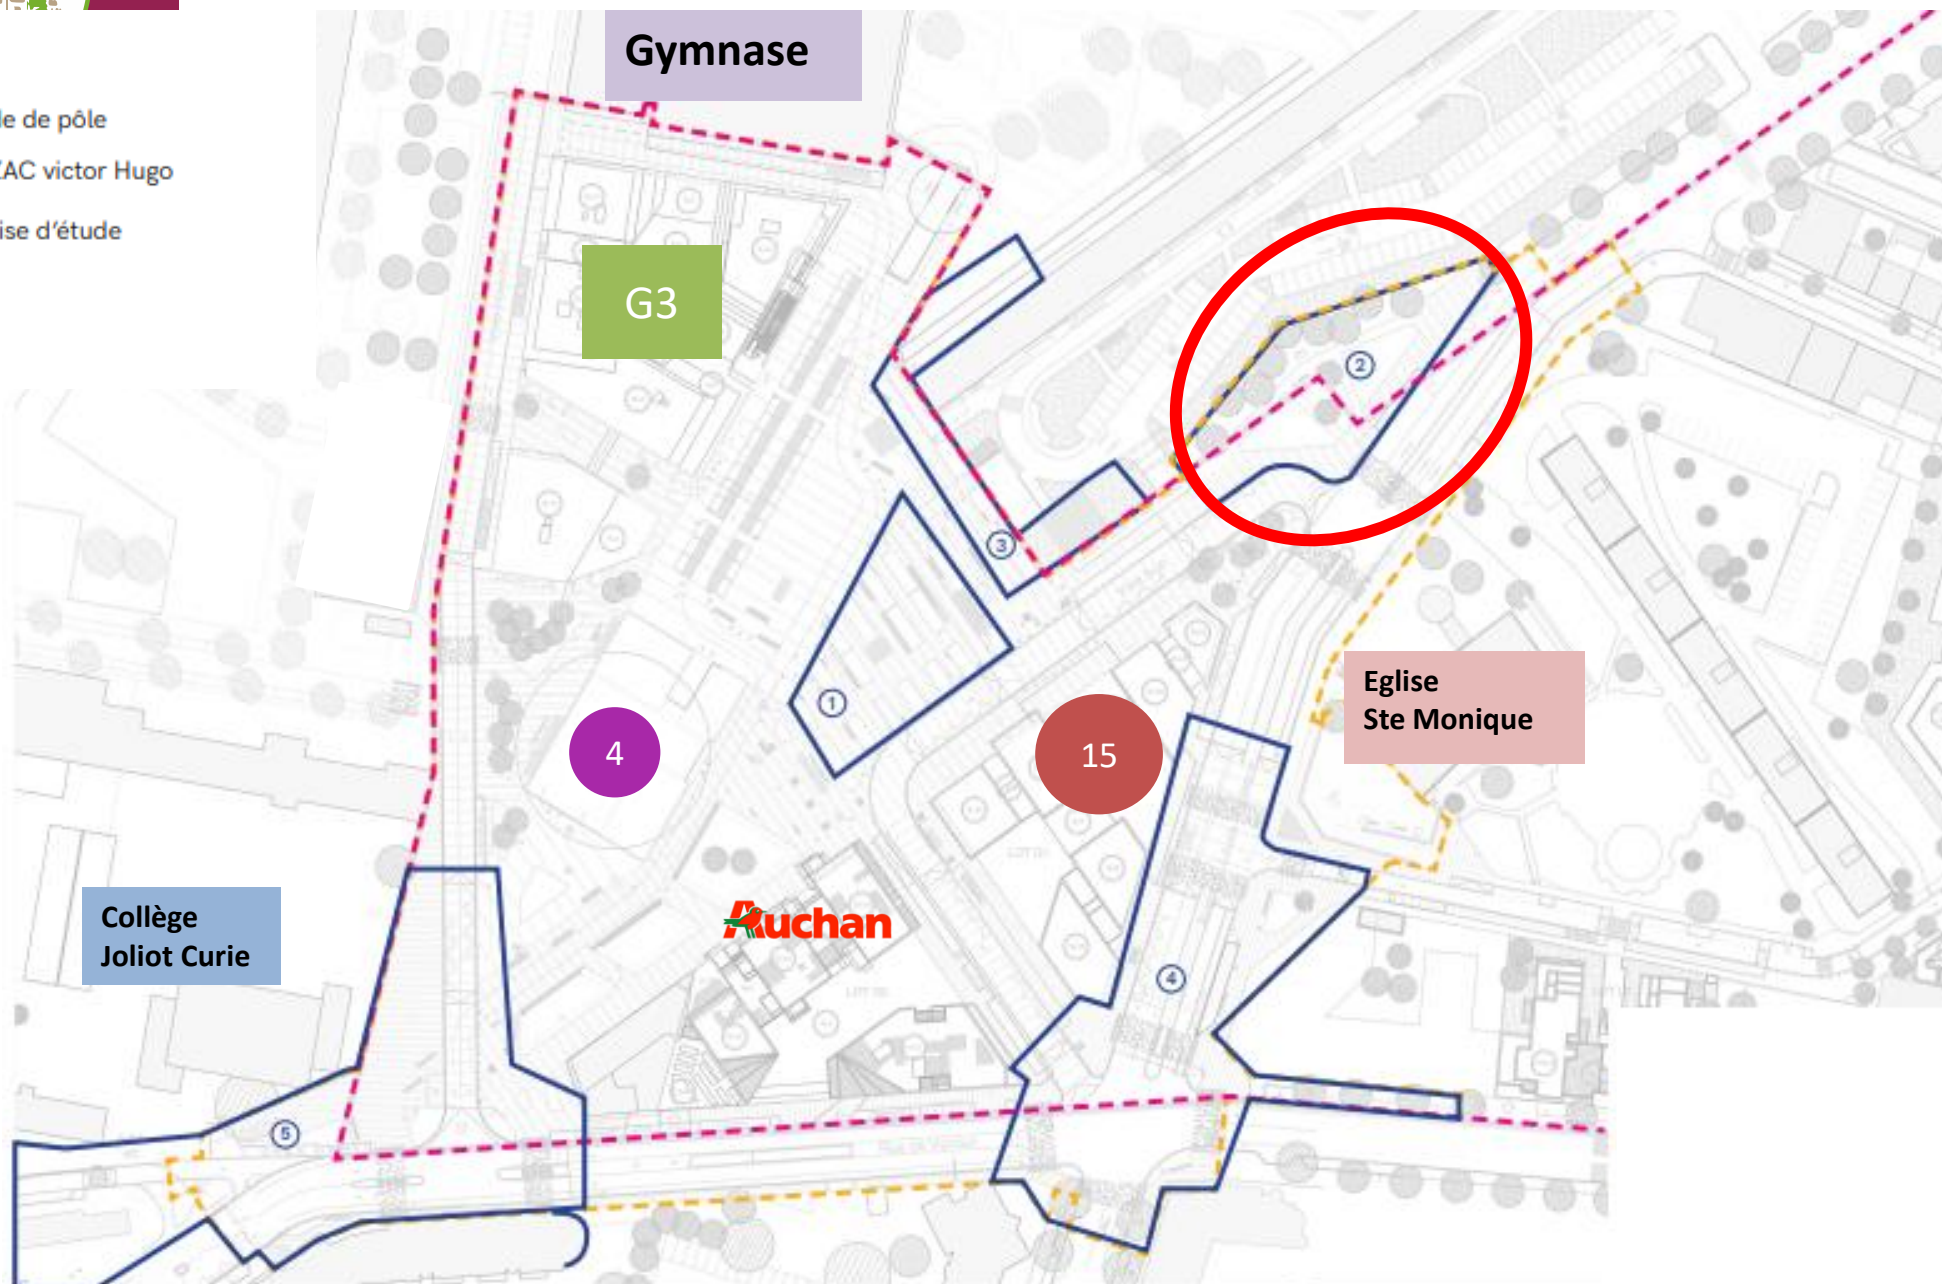 Gymnase
le de pôle
ZAC victor Hugo
ise d'étude
G3
2
3
1
4
15
Eglise
Ste Monique
Auchan
Collège
Joliot Curie
4
5